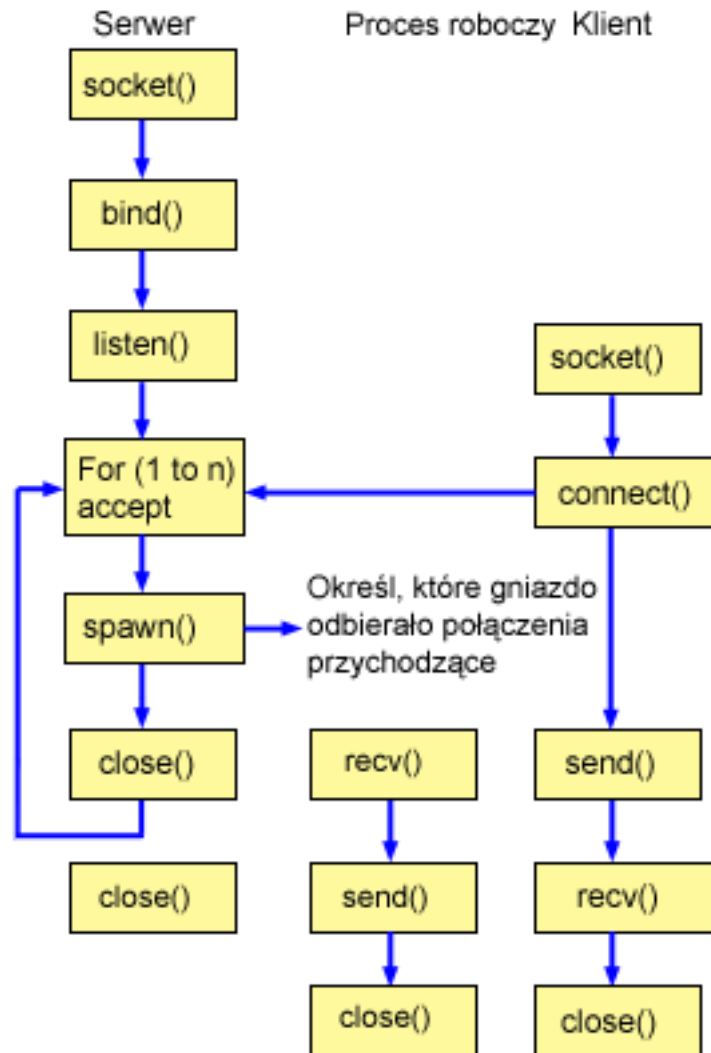 Serwer
Proces roboczy
Klient
socket()
bind()
listen()
socket()
For (1 to n)
accept
connect()
spawn()
Określ, które gniazdo
odbierało połączenia
przychodzące
close()
recv()
send()
close()
send()
recv()
close()
close()